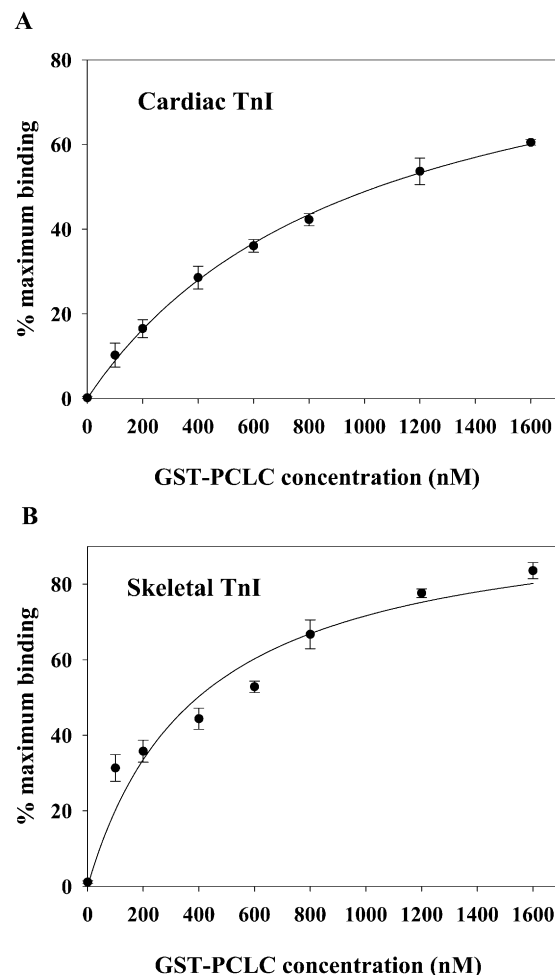 A
80
Cardiac TnI
60
% maximum binding
40
20
0
0 200 400 600 800 1000 1200 1400 1600
GST-PCLC concentration (nM)
B
80
Skeletal TnI
60
% maximum binding
40
20
0
0 200 400 600 800 1000 1200 1400 1600
GST-PCLC concentration (nM)